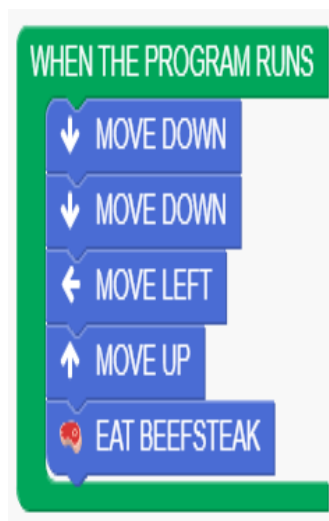 WHEN THE PROGRAM RUNS
MOVE DOWN
MOVE DOWN
MOVE LEFT
MOVE UP
EAT BEEFSTEAK